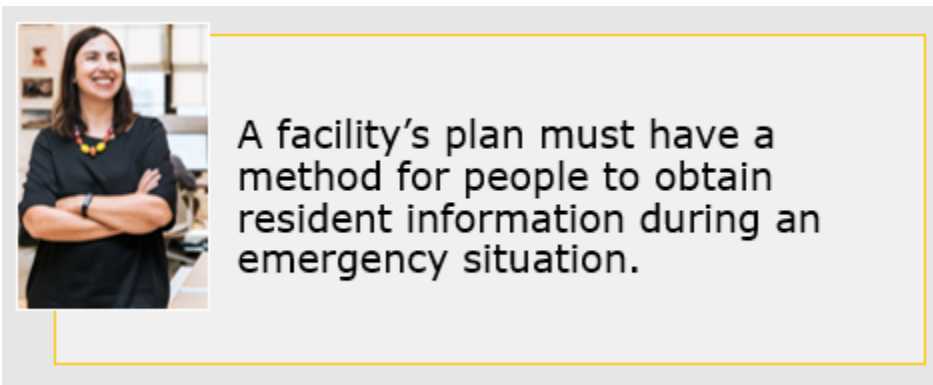 A facility’s plan must have a
method for people to obtain
resident information during an
emergency situation.